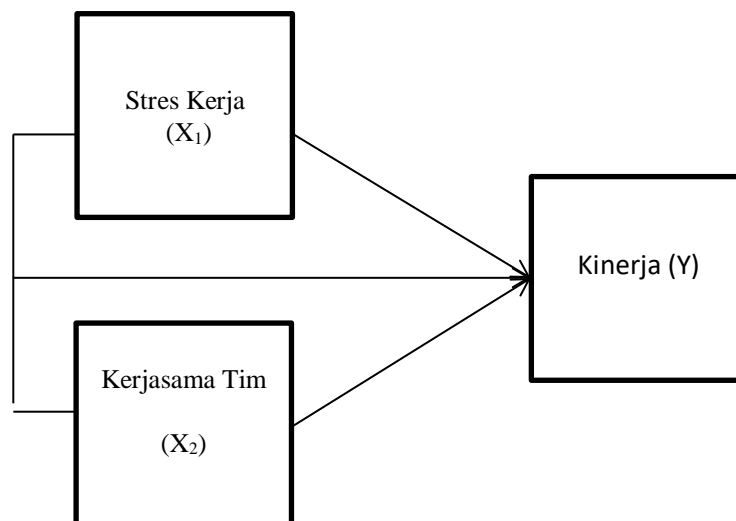 Stres Kerja
(X₁)
Kinerja (Y)
Kerjasama Tim
(X₂)